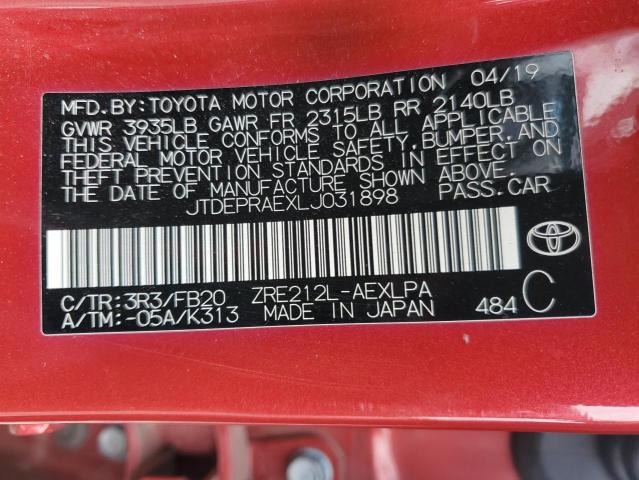 MFD.BY:TOYOTA MOTOR CORPORATION 04/19
GVWR 3935LB GAWR FR 2315LB RR 2140LB
THIS VEHICLE CONFORMS TO ALL APPLICABLE
FEDERAL MOTOR VEHICLE SAFETY,BUMPER,AND
THEFT PREVENTION STANDARDS IN EFFECT ON
THE DATE OF MANUFACTURE SHOWN ABOVE.
JTDEPRAEXLJ031898 PASS.CAR
C/TR:3R3/FB20 ZRE212L-AEXLPA
A/TM:-05A/K313 MADE IN JAPAN 484 C